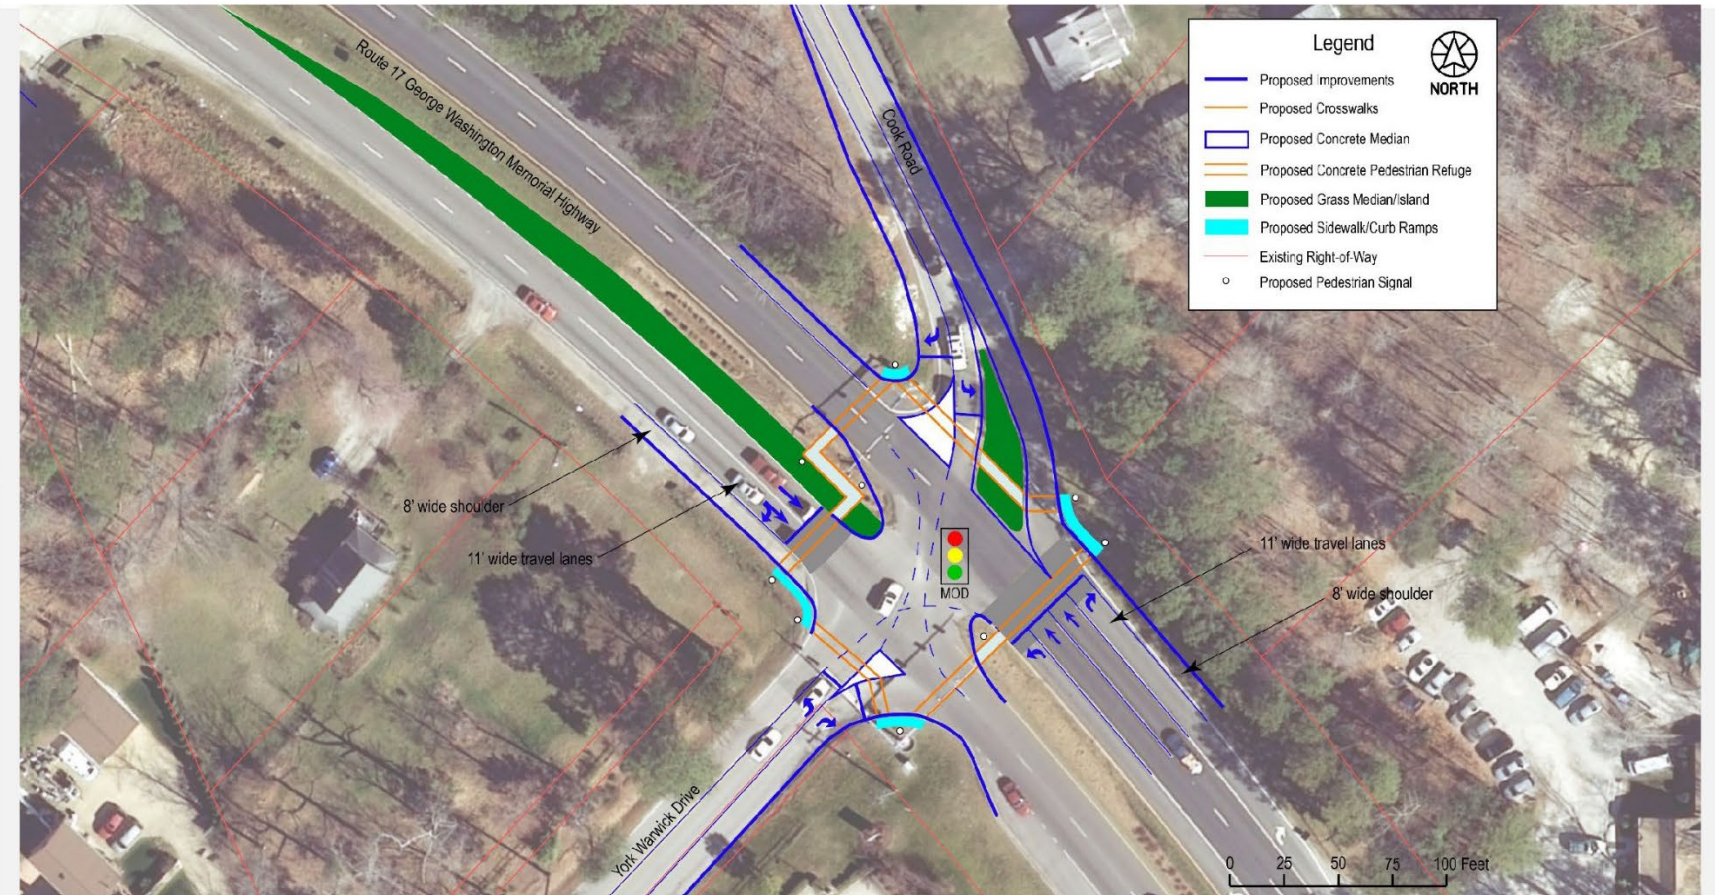 Legend
NORTH
Proposed Improvements
Proposed Crosswalks
Proposed Concrete Median
Proposed Concrete Pedestrian Refuge
Proposed Grass Median/Island
Proposed Sidewalk/Curb Ramps
Existing Right-of-Way
Proposed Pedestrian Signal
Route 17 George Washington Memorial Highway
Cook Road
8' wide shoulder
11' wide travel lanes
11' wide travel lanes
8' wide shoulder
MOD
York Warwick Drive
0 25 50 75 100 Feet